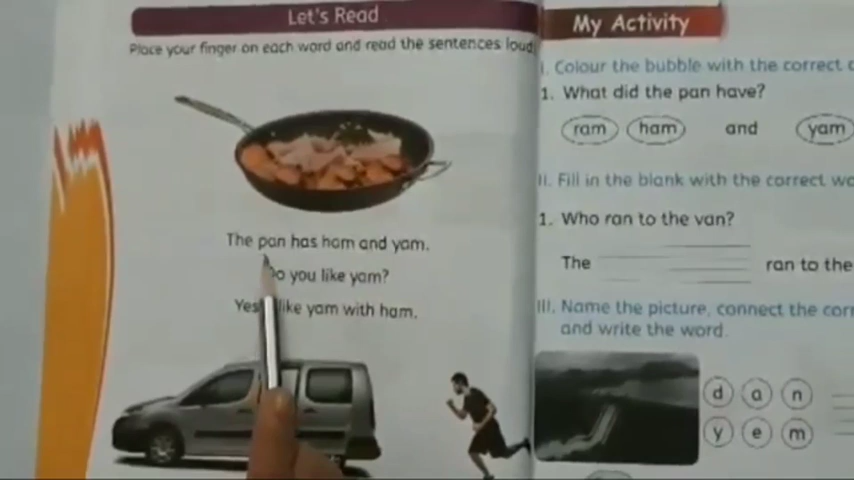 Let's Read
Place your finger on each word and read the sentences loud
The pan has ham and yam.
Do you like yam?
Yes like yam with ham.
My Activity
I. Colour the bubble with the correct
1. What did the pan have?
ram ham and yam
II. Fill in the blank with the correct
1. Who ran to the van?
The ran to the
III. Name the picture, connect the
and write the word.
d a n
y e m